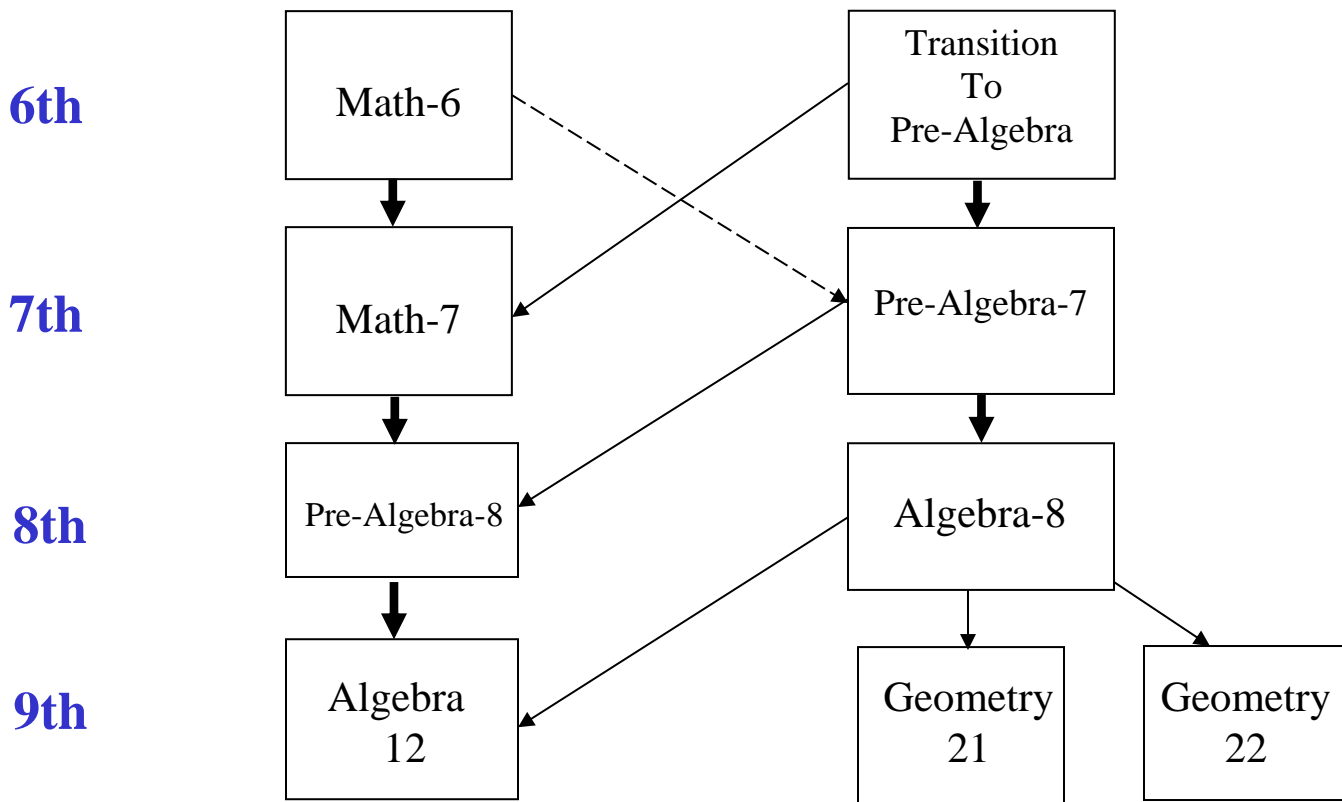 6th
Math-6
Transition
To
Pre-Algebra
7th
Math-7
Pre-Algebra-7
8th
Pre-Algebra-8
Algebra-8
9th
Algebra
12
Geometry
21
Geometry
22